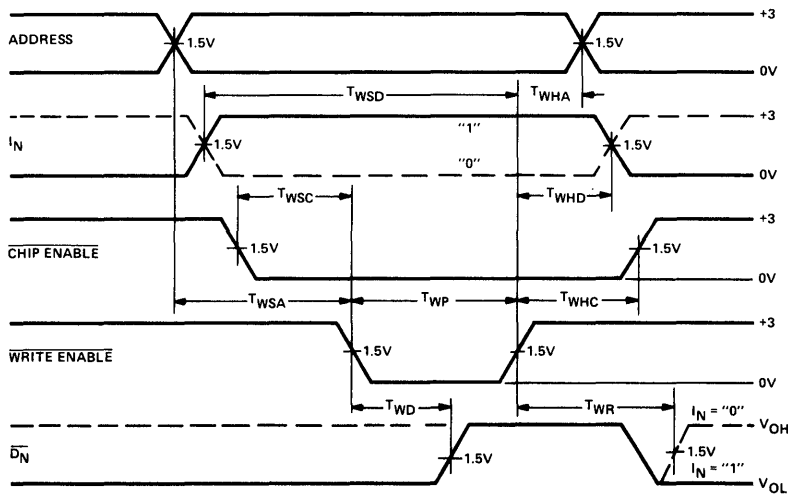 +3
ADDRESS
1.5V
1.5V
0V
TWSD
TWHA
+3
IN
1.5V
"1"
"0"
1.5V
0V
TWSC
TWHD
+3
CHIP ENABLE
1.5V
1.5V
0V
TWSA
TWP
TWHC
+3
WRITE ENABLE
1.5V
1.5V
0V
TWD
TWR
IN = "0"
VOH
DN
1.5V
1.5V
IN = "1"
VOL